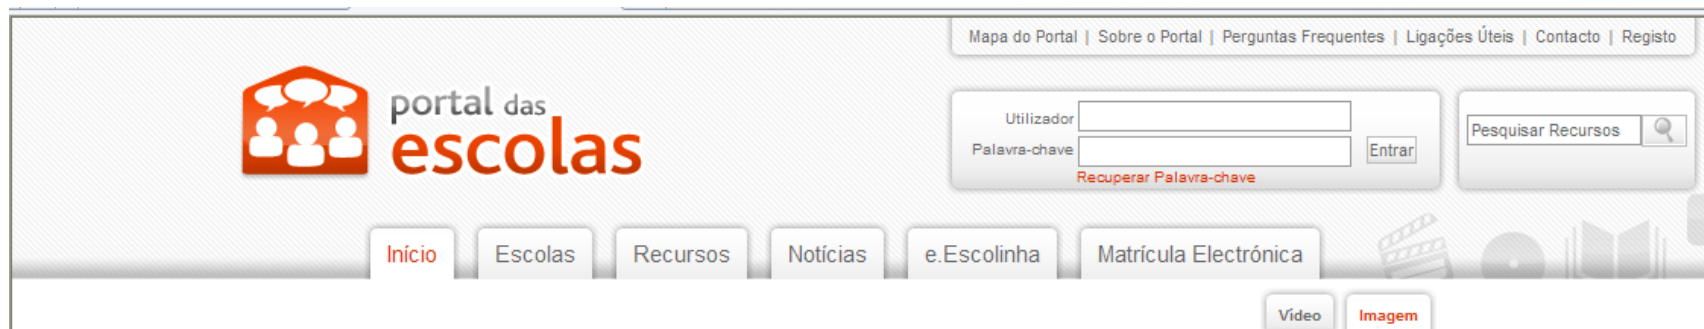 Mapa do Portal | Sobre o Portal | Perguntas Frequentes | Ligações Úteis | Contacto | Registo
portal das
escolas
Utilizador
Palavra-chave
Entrar
Recuperar Palavra-chave
Pesquisar Recursos
Início
Escolas
Recursos
Notícias
e.Escolinha
Matrícula Electrónica
Vídeo
Imagem